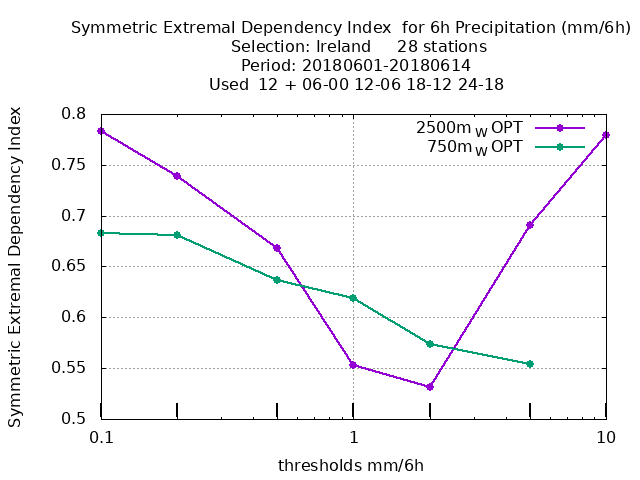 Symmetric Extremal Dependency Index  for 6h Precipitation (mm/6h)
Selection: Ireland     28 stations
Period: 20180601-20180614
Used  12 + 06-00 12-06 18-12 24-18
Symmetric Extremal Dependency Index
0.8
0.75
0.7
0.65
0.6
0.55
0.5
2500m W OPT
750m W OPT
0.1 1 10
thresholds mm/6h